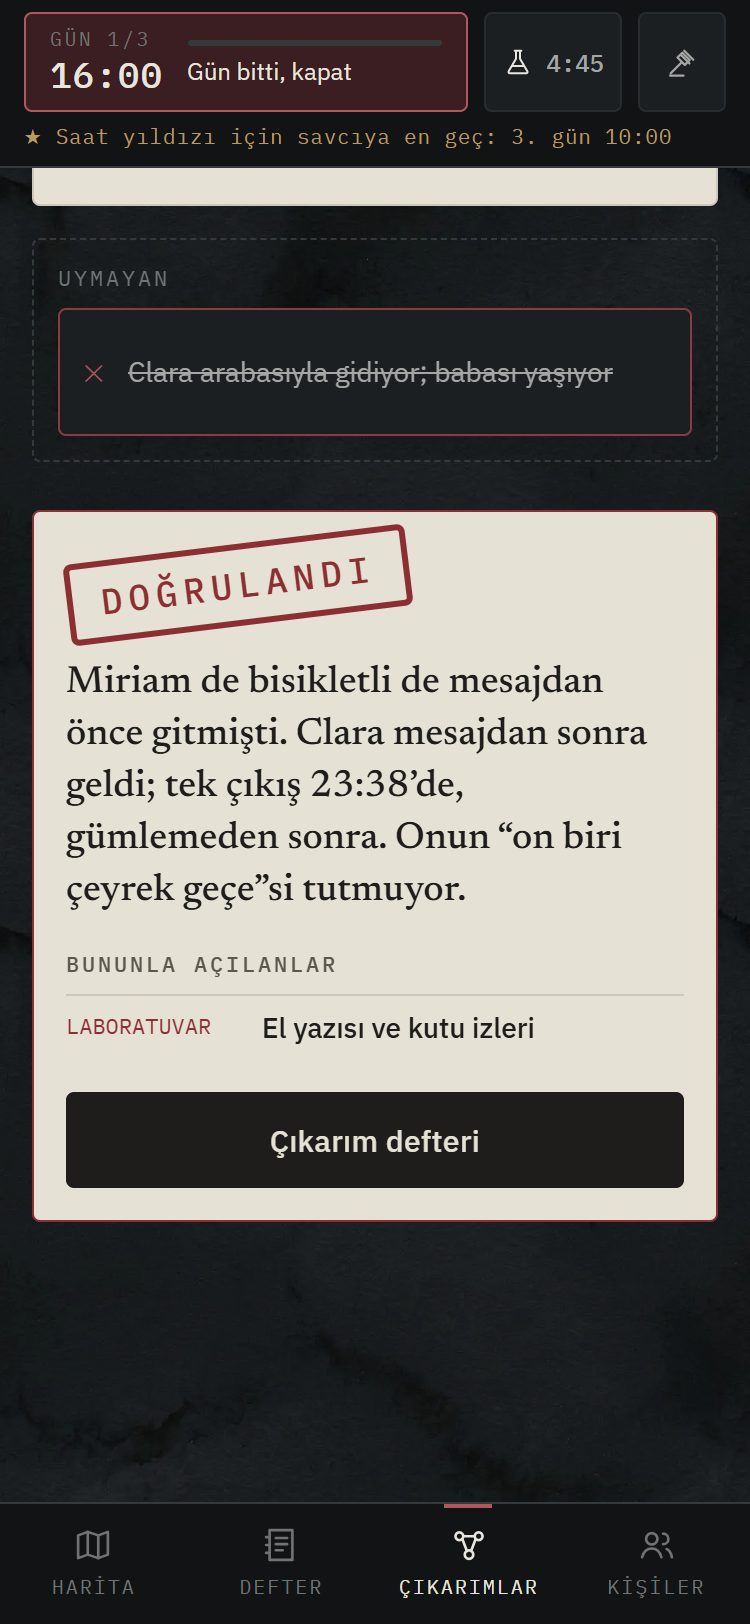 GÜN 1/3
16:00
Gün bitti, kapat
4:45
★ Saat yıldızı için savcıya en geç: 3. gün 10:00
UYMAYAN
Clara arabasıyla gidiyor; babası yaşıyor
DOĞRULANDI
Miriam de bisikletli de mesajdan
önce gitmişti. Clara mesajdan sonra
geldi; tek çıkış 23:38’de,
gümlemeden sonra. Onun “on biri
çeyrek geçe”si tutmuyor.
BUNUNLA AÇILANLAR
LABORATUVAR El yazısı ve kutu izleri
Çıkarım defteri
HARİTA
DEFTER
ÇIKARIMLAR
KİŞİLER